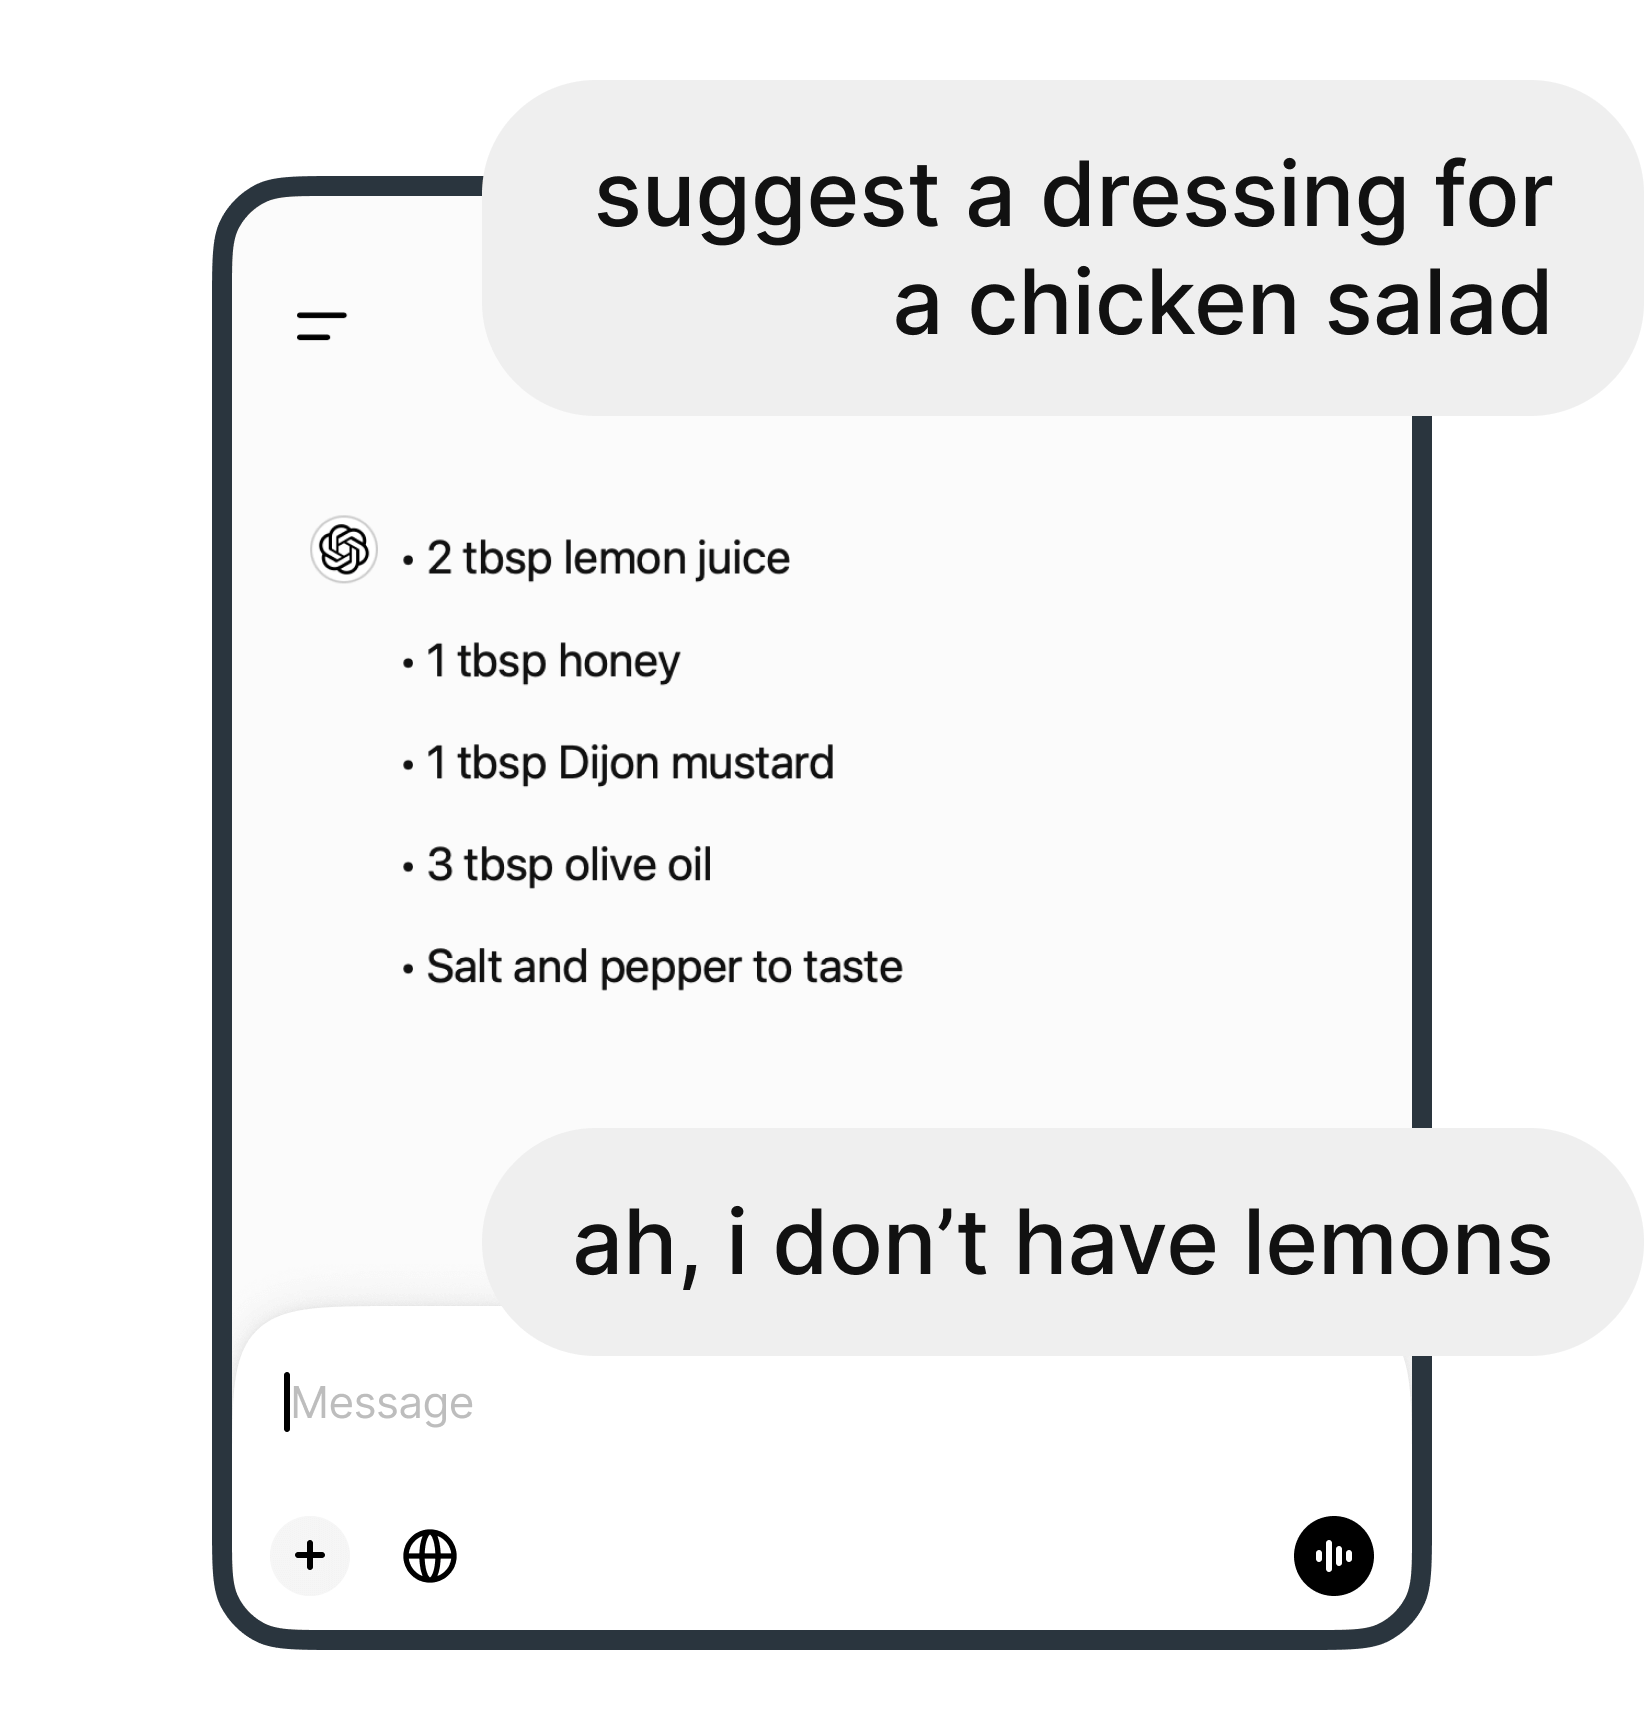 suggest a dressing for
a chicken salad
• 2 tbsp lemon juice
• 1 tbsp honey
• 1 tbsp Dijon mustard
• 3 tbsp olive oil
• Salt and pepper to taste
ah, i don’t have lemons
Message